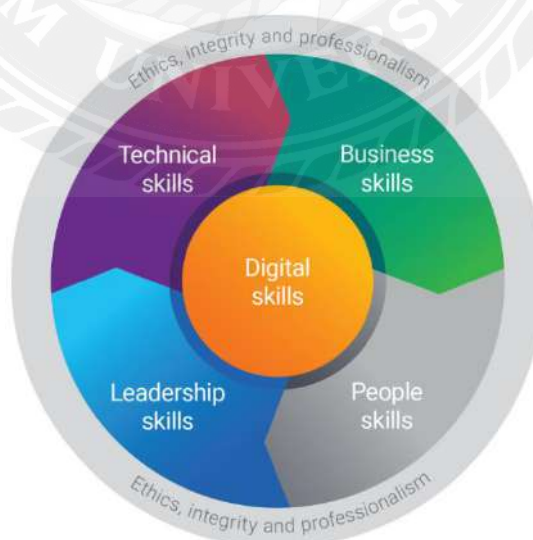 Ethics, integrity and professionalism
Technical
skills
Business
skills
Digital
skills
Leadership
skills
People
skills
Ethics, integrity and professionalism